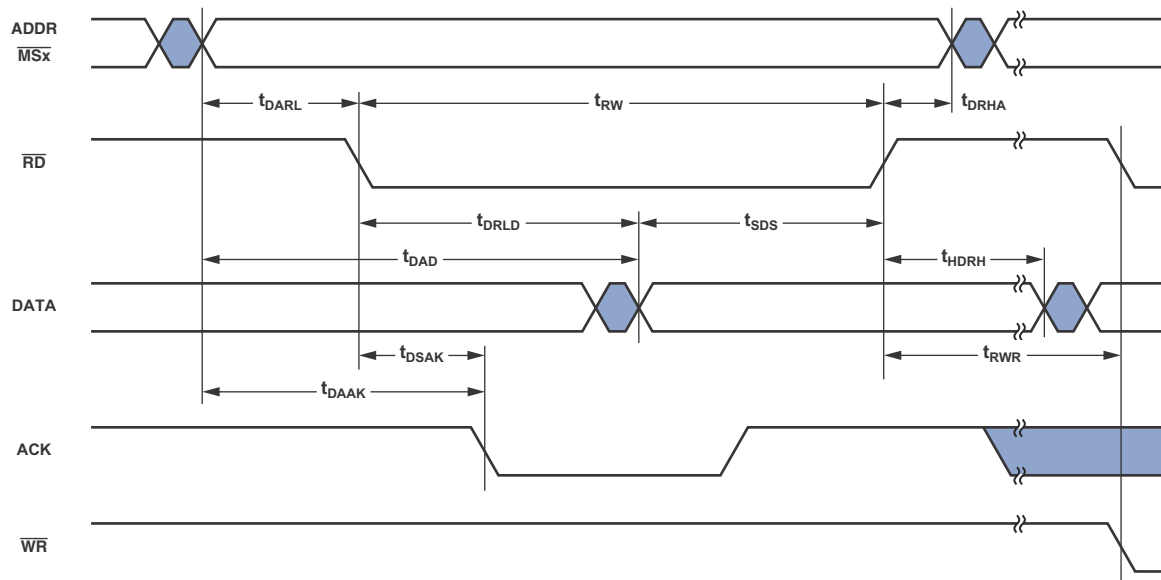 ADDR
MSx
tDARL
tRW
tDRHA
RD
tDRLD
tSDS
tDAD
tHDRH
DATA
tDSAK
tRWR
tDAAK
ACK
WR